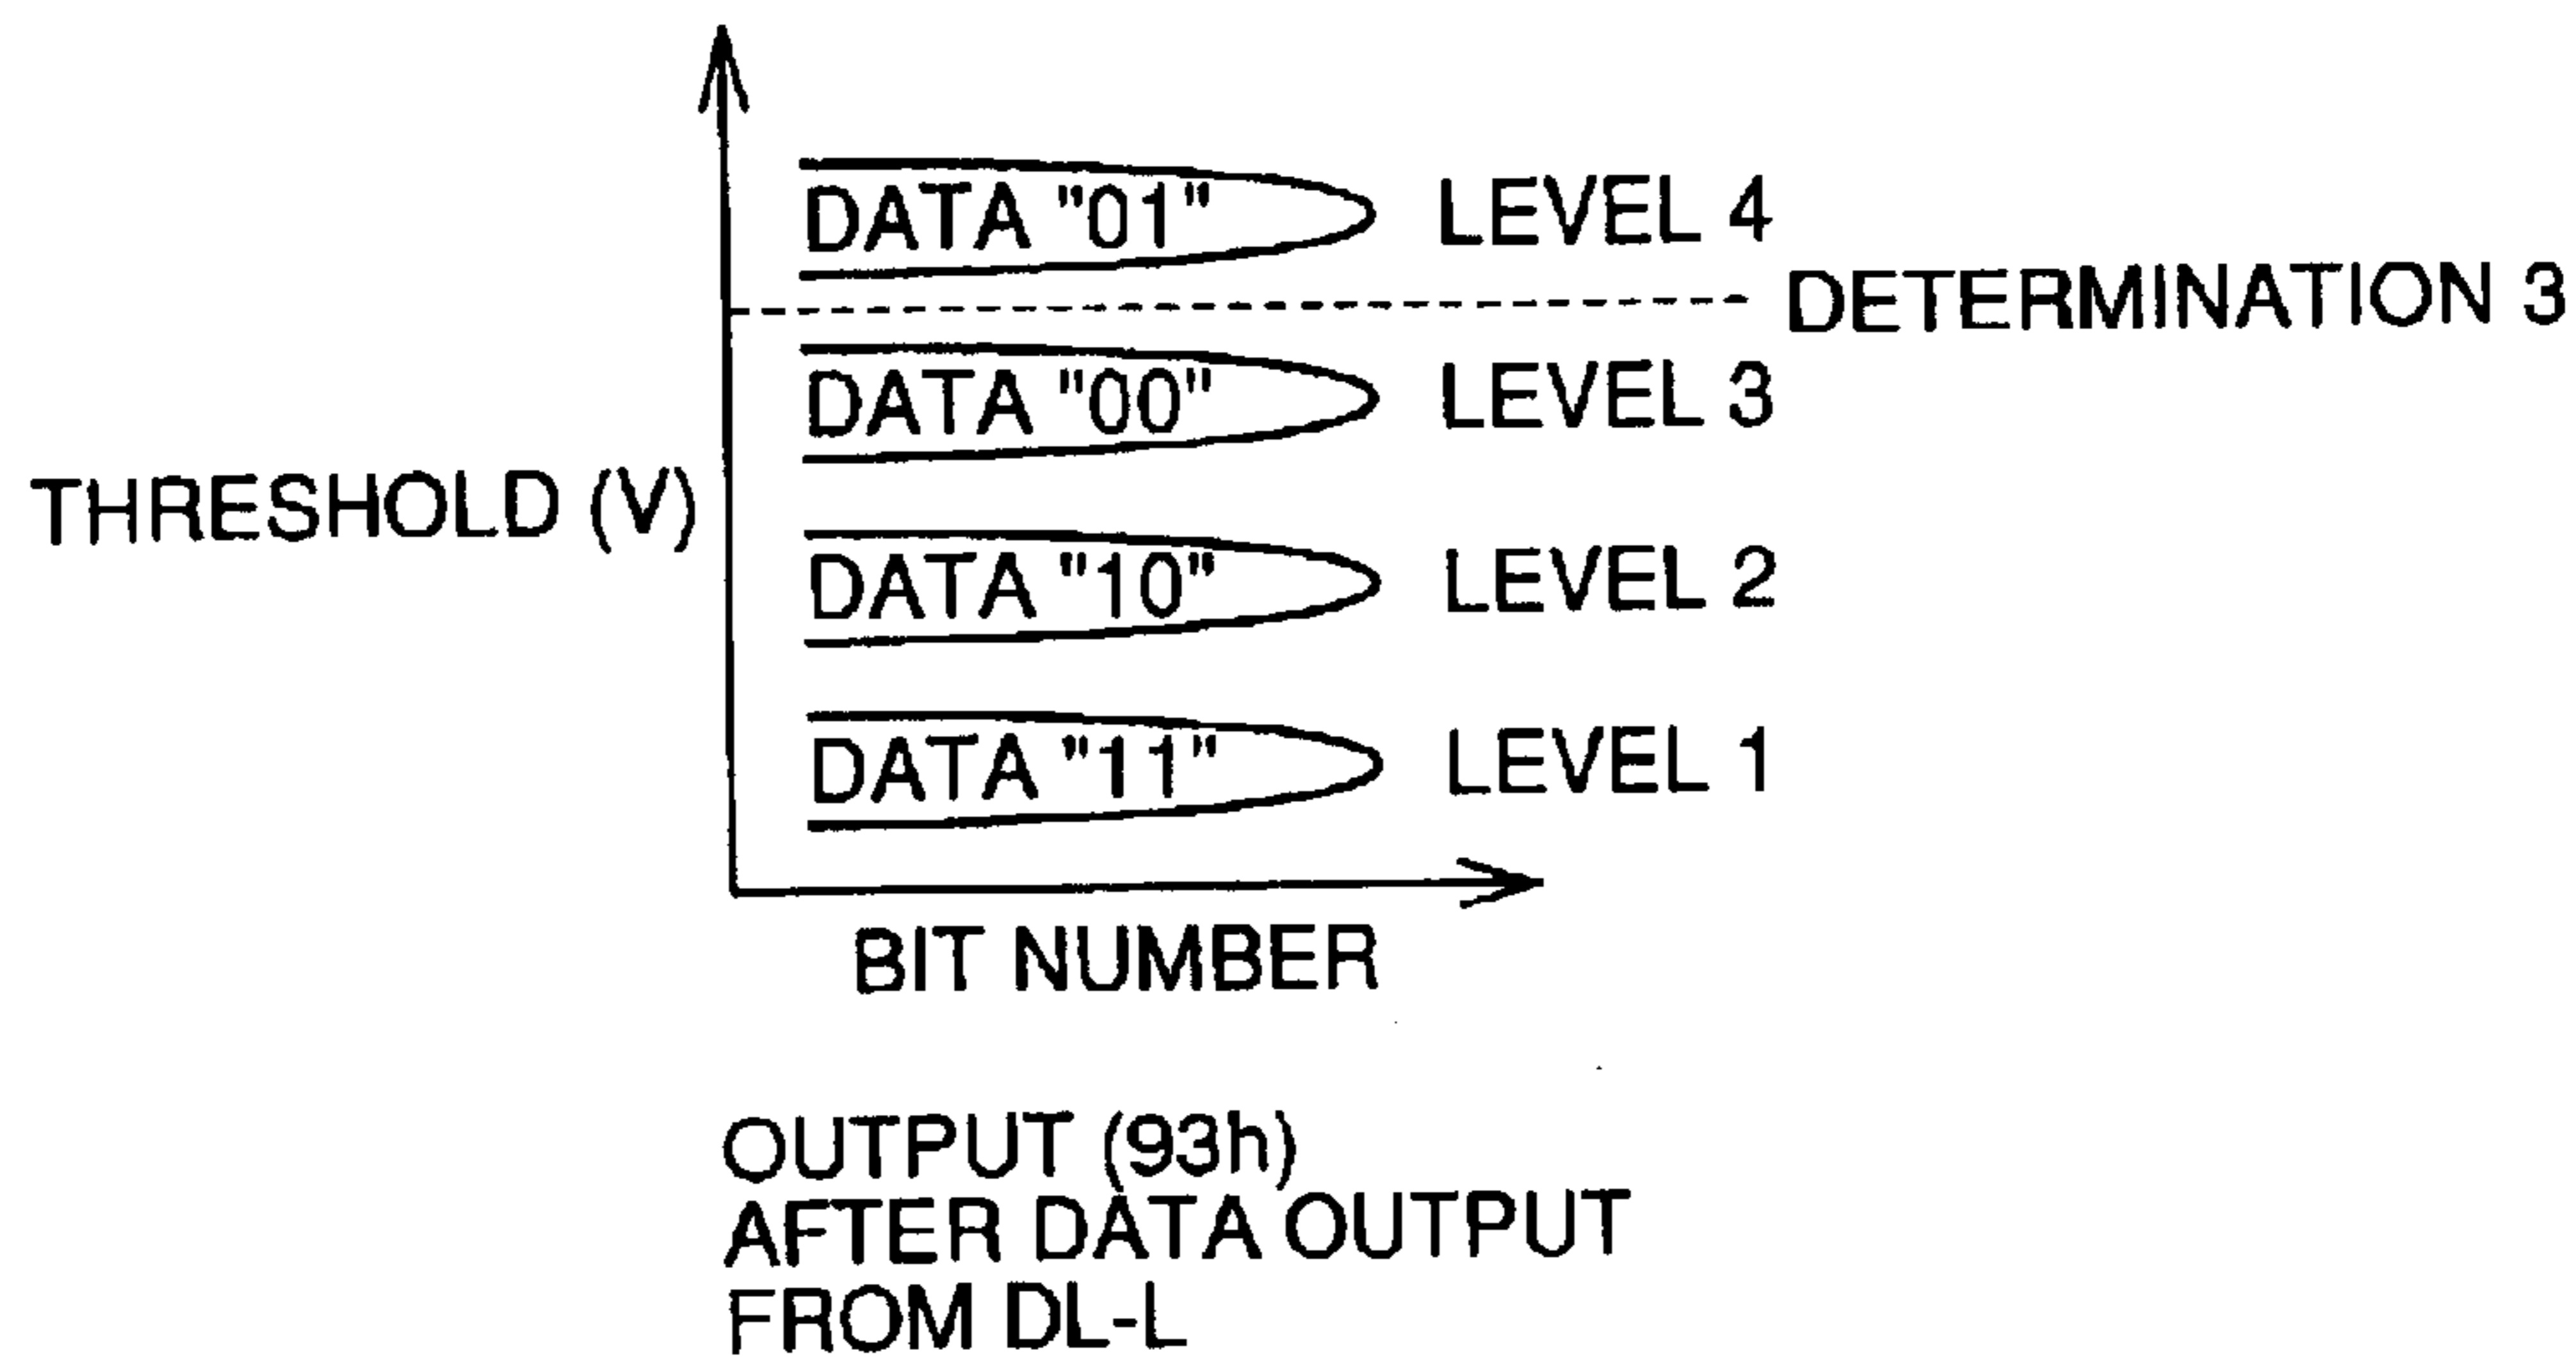 DATA "01" LEVEL 4
DETERMINATION 3
DATA "00" LEVEL 3
THRESHOLD (V)
DATA "10" LEVEL 2
DATA "11" LEVEL 1
BIT NUMBER
OUTPUT (93h)
AFTER DATA OUTPUT
FROM DL-L